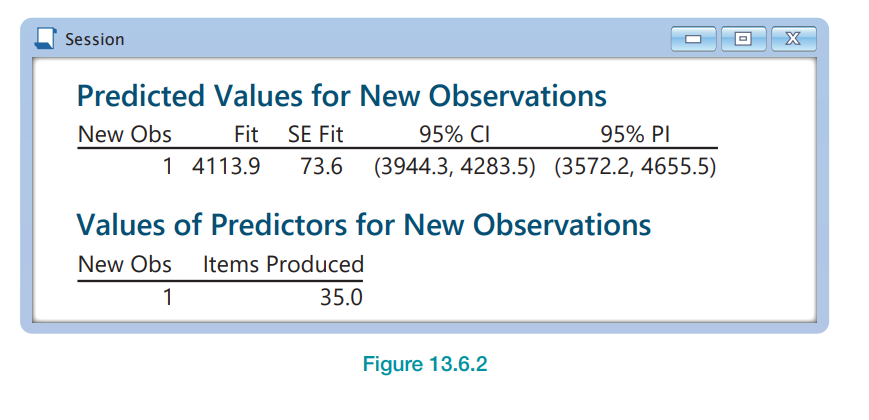 Session
Predicted Values for New Observations
New Obs Fit SE Fit 95% CI 95% PI
1 4113.9 73.6 (3944.3, 4283.5) (3572.2, 4655.5)
Values of Predictors for New Observations
New Obs Items Produced
1 35.0
Figure 13.6.2